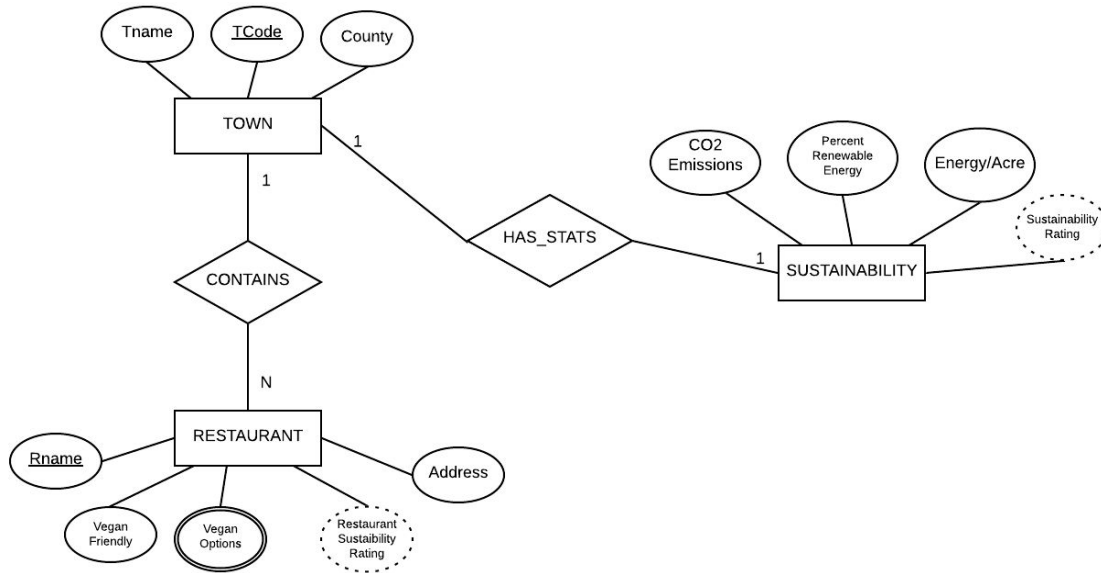 Tname
TCode
County
TOWN
1
1
CO2
Emissions
Percent
Renewable
Energy
Energy/Acre
Sustainability
Rating
HAS_STATS
1
SUSTAINABILITY
CONTAINS
N
RESTAURANT
Rname
Address
Vegan
Friendly
Vegan
Options
Restaurant
Sustaibility
Rating